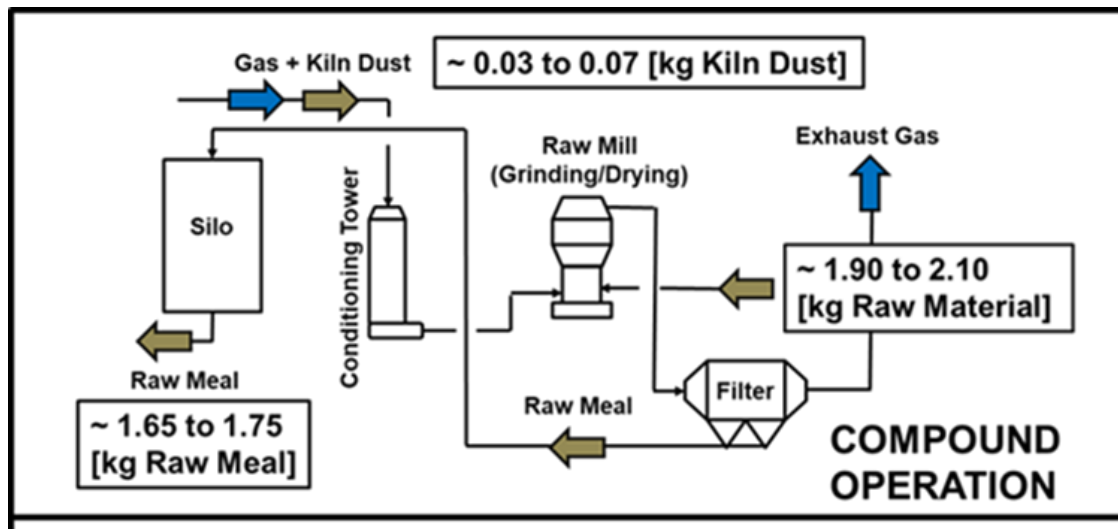 Gas + Kiln Dust
~ 0.03 to 0.07 [kg Kiln Dust]
Exhaust Gas
Raw Mill
(Grinding/Drying)
Silo
Conditioning Tower
~ 1.90 to 2.10
[kg Raw Material]
Raw Meal
~ 1.65 to 1.75
[kg Raw Meal]
Raw Meal
Filter
COMPOUND
OPERATION